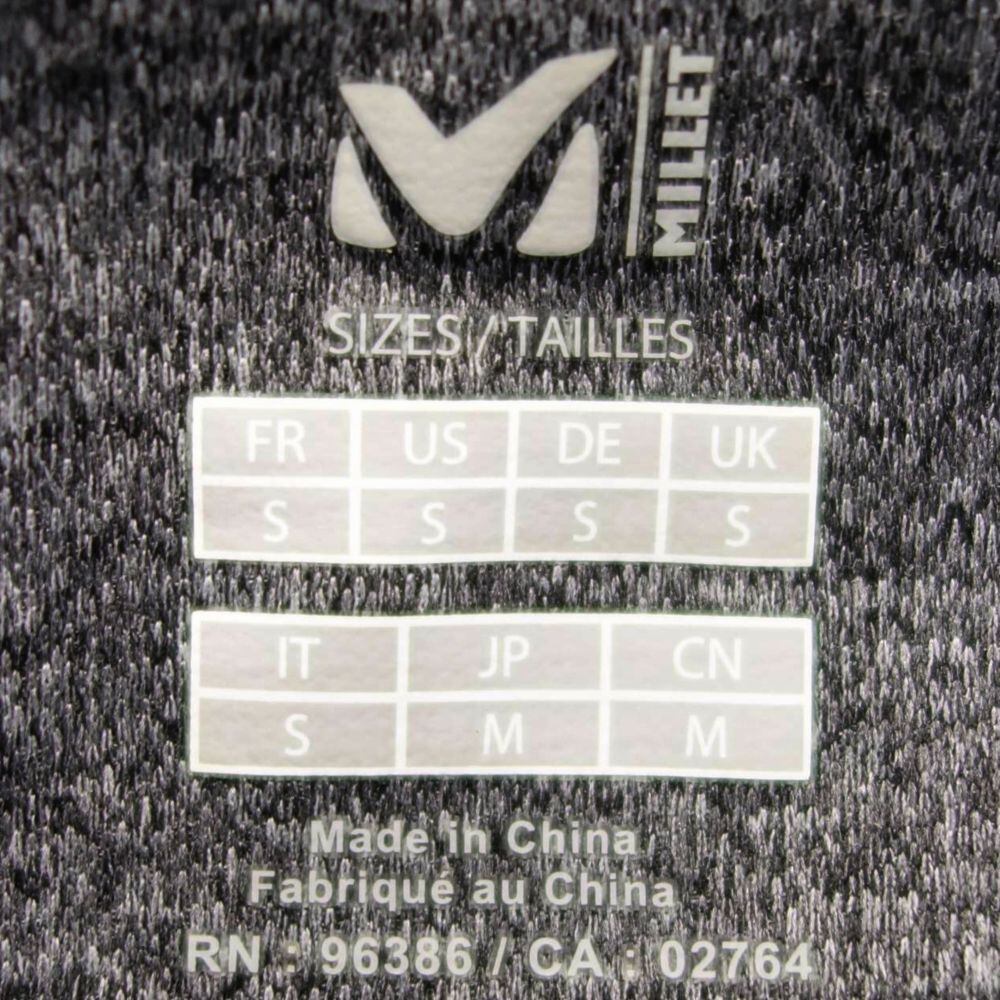 MILLET
SIZES / TAILLES
FR US DE UK
S S S S
IT JP CN
S M M
Made in China
Fabriqué au China
RN : 96386 / CA : 02764